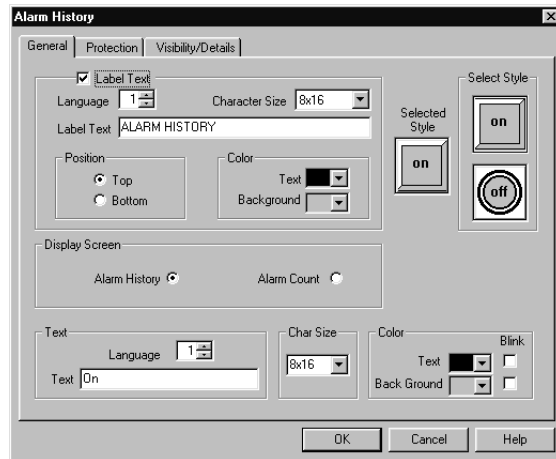 Alarm History
General Protection Visibility/Details
Label Text
Language 1 Character Size 8x16
Label Text ALARM HISTORY
Position
Top
Bottom
Color
Text
Background
Selected Style
on
Select Style
on
off
Display Screen
Alarm History Alarm Count
Text
Language 1
Text On
Char Size
8x16
Color Blink
Text
Back Ground
OK Cancel Help